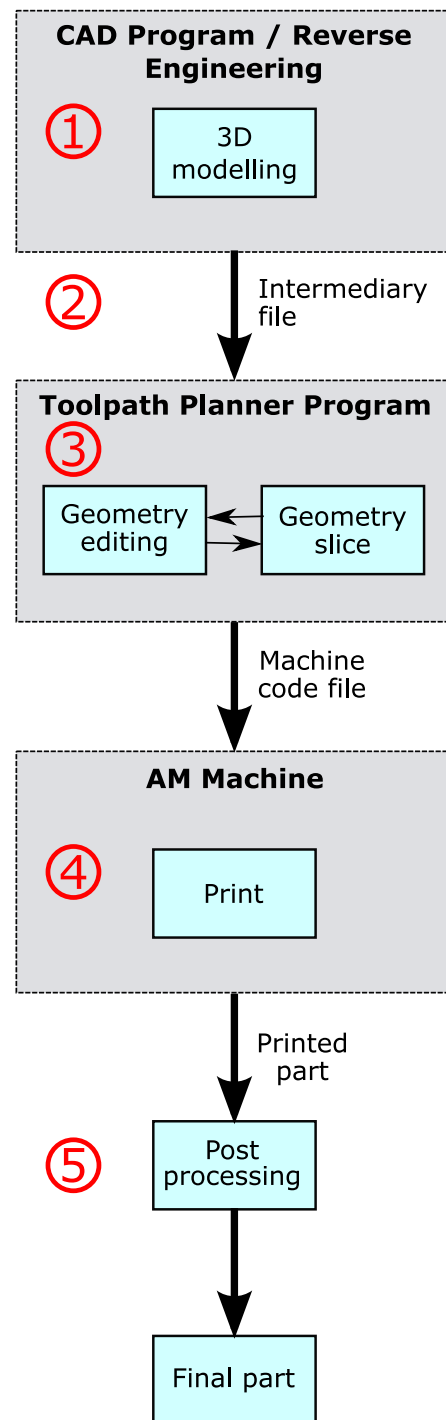 CAD Program / Reverse
Engineering
1
3D
modelling
2
Intermediary
file
Toolpath Planner Program
3
Geometry
editing
Geometry
slice
Machine
code file
AM Machine
4
Print
Printed
part
5
Post
processing
Final part